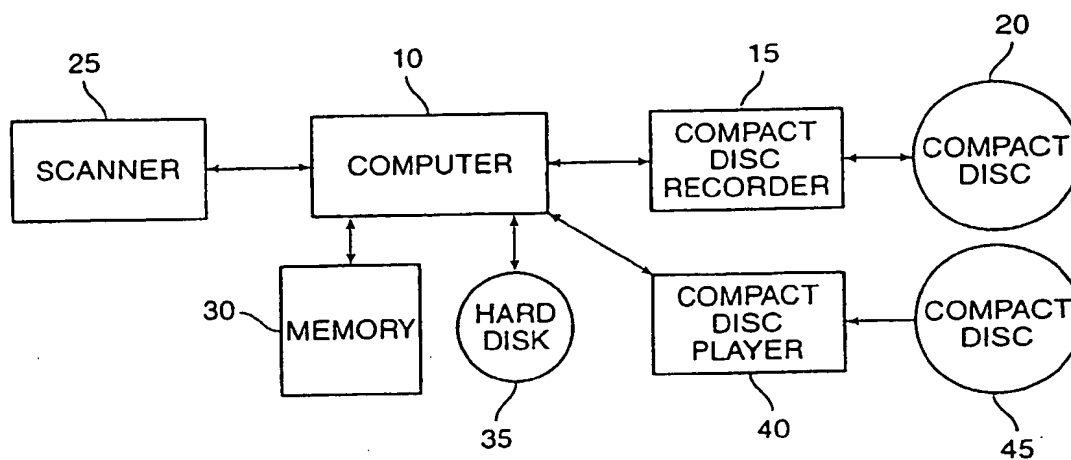 25
10
15
20
SCANNER
COMPUTER
COMPACT
DISC
RECORDER
COMPACT
DISC
30
MEMORY
HARD
DISK
COMPACT
DISC
PLAYER
COMPACT
DISC
35
40
45